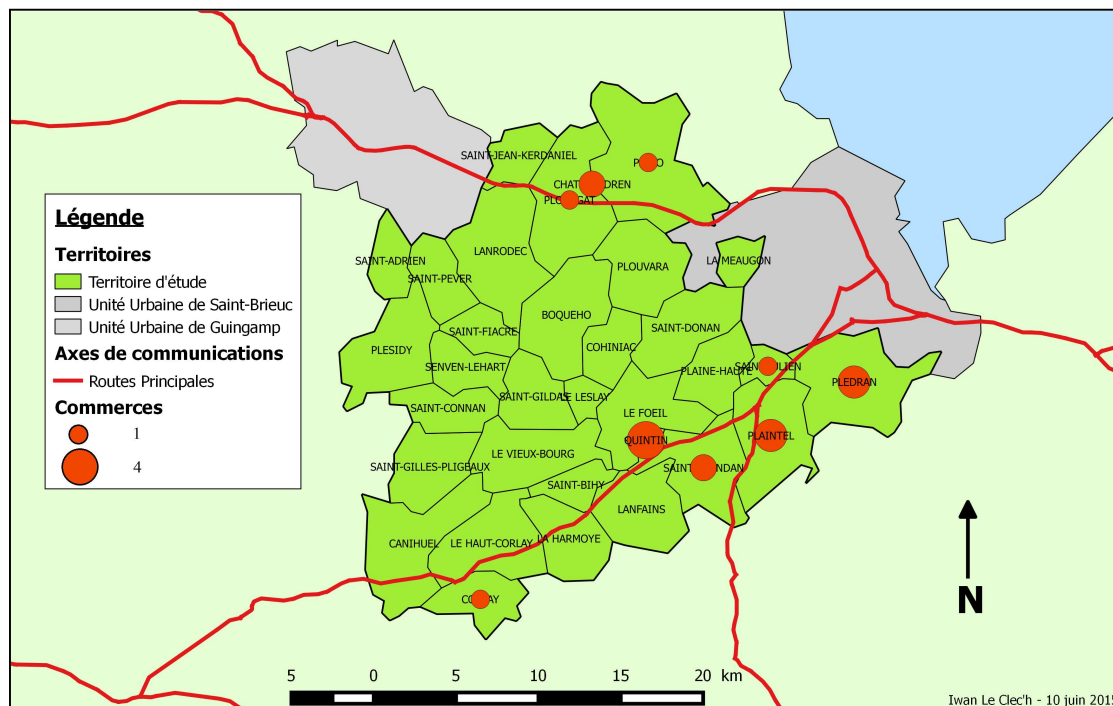 SAINT-JEAN-KERDANIEL
LANRODEC
SAINT-ADRIEN
SAINT-PEVER
PLOUVARA
LA MEAUGON
BOQUEHO
SAINT-FIACRE
SAINT-DONAN
PLESIDY
COHINIAC
SENVEN-LEHART
PLAINE-HAUTE
PLEDRAN
SAINT-GILDAS
LE LESLAY
SAINT-CONNAN
LE FOEIL
QUINTIN
PLAINTEL
LE VIEUX-BOURG
SAINT-GILLES-PLIGEAUX
SAINT-BIHY
LANFAINS
CANIHUEL
LE HAUT-CORLAY
LA HARMOYE
Légende
Territoires
Territoire d'étude
Unité Urbaine de Saint-Brieuc
Unité Urbaine de Guingamp
Axes de communications
Routes Principales
Commerces
1
4
N
5 0 5 10 15 20 km
Iwan Le Clec'h - 10 juin 2015